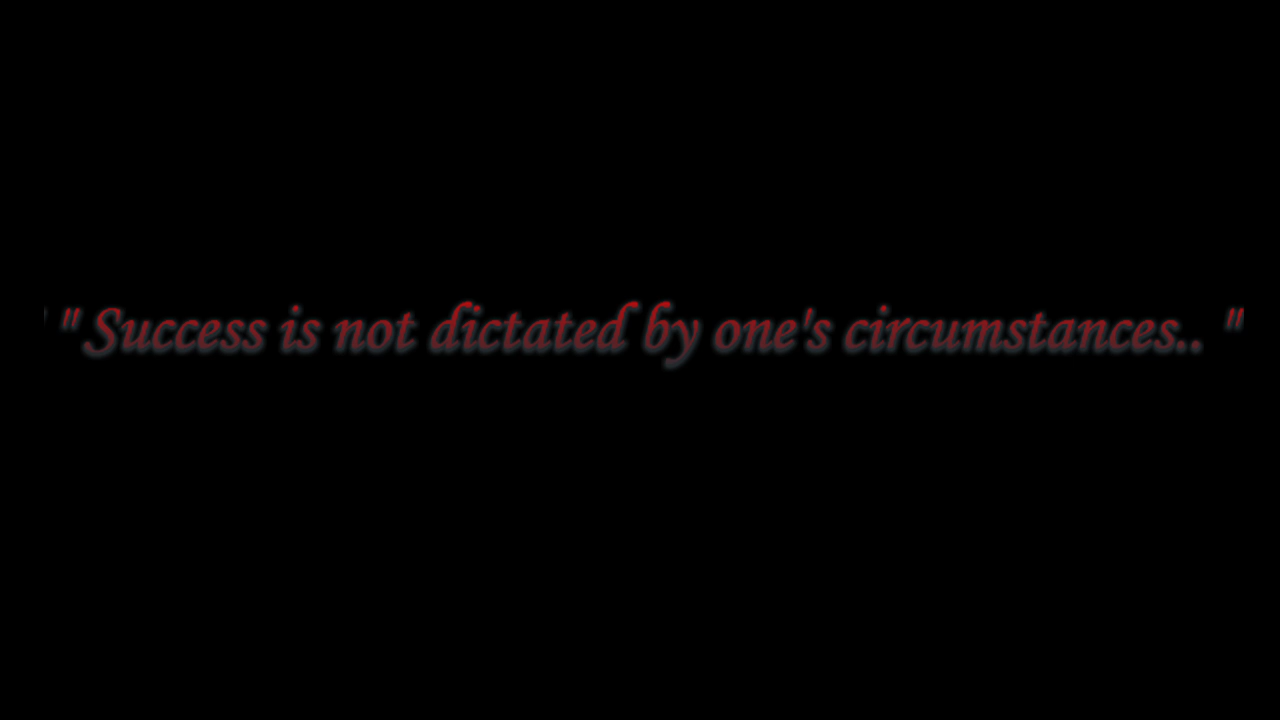 " Success is not dictated by one's circumstances.. "